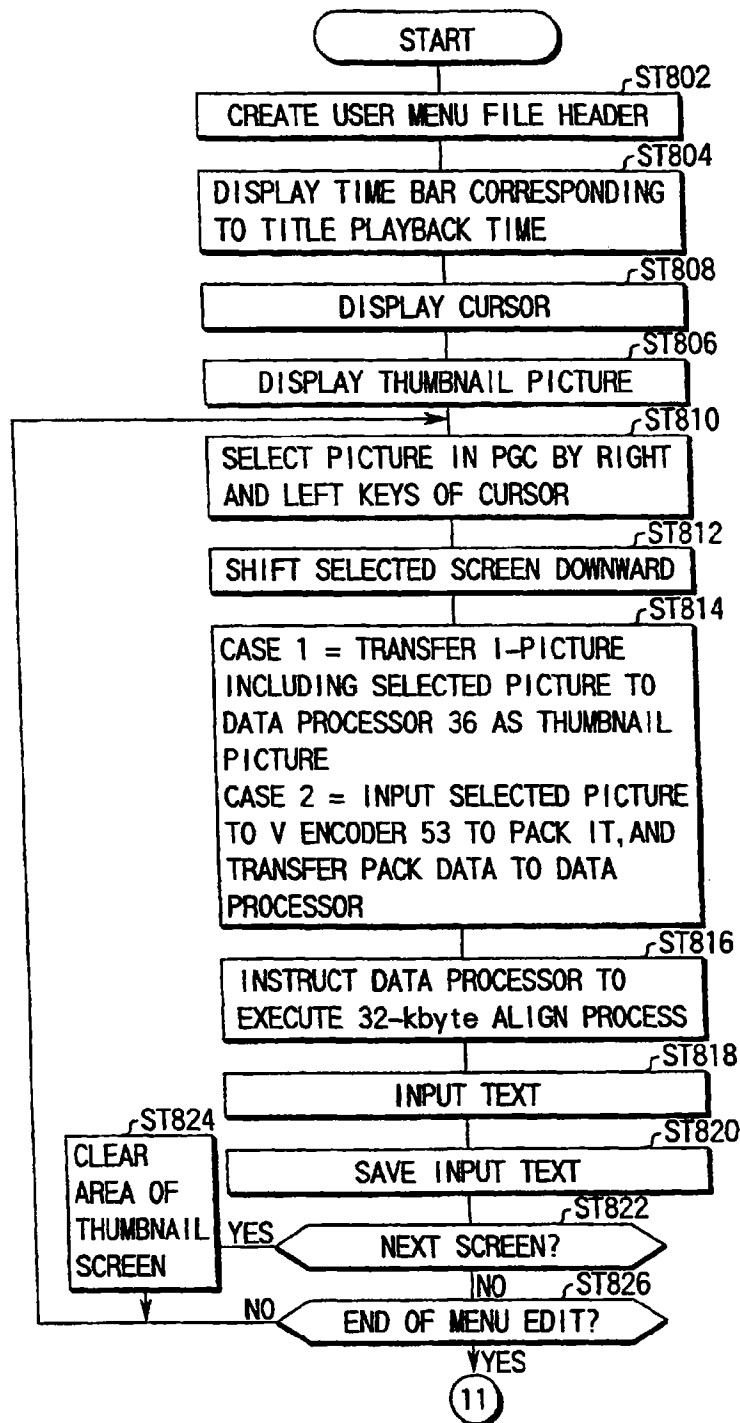 START
ST802
CREATE USER MENU FILE HEADER
ST804
DISPLAY TIME BAR CORRESPONDING
TO TITLE PLAYBACK TIME
ST808
DISPLAY CURSOR
ST806
DISPLAY THUMBNAIL PICTURE
ST810
SELECT PICTURE IN PGC BY RIGHT
AND LEFT KEYS OF CURSOR
ST812
SHIFT SELECTED SCREEN DOWNWARD
ST814
CASE 1 = TRANSFER I-PICTURE
INCLUDING SELECTED PICTURE TO
DATA PROCESSOR 36 AS THUMBNAIL
PICTURE
CASE 2 = INPUT SELECTED PICTURE
TO V ENCODER 53 TO PACK IT, AND
TRANSFER PACK DATA TO DATA
PROCESSOR
ST816
INSTRUCT DATA PROCESSOR TO
EXECUTE 32-kbyte ALIGN PROCESS
ST818
INPUT TEXT
ST820
SAVE INPUT TEXT
ST824
CLEAR
AREA OF
THUMBNAIL
SCREEN
ST822
YES
NEXT SCREEN?
NO
ST826
NO
END OF MENU EDIT?
YES
11